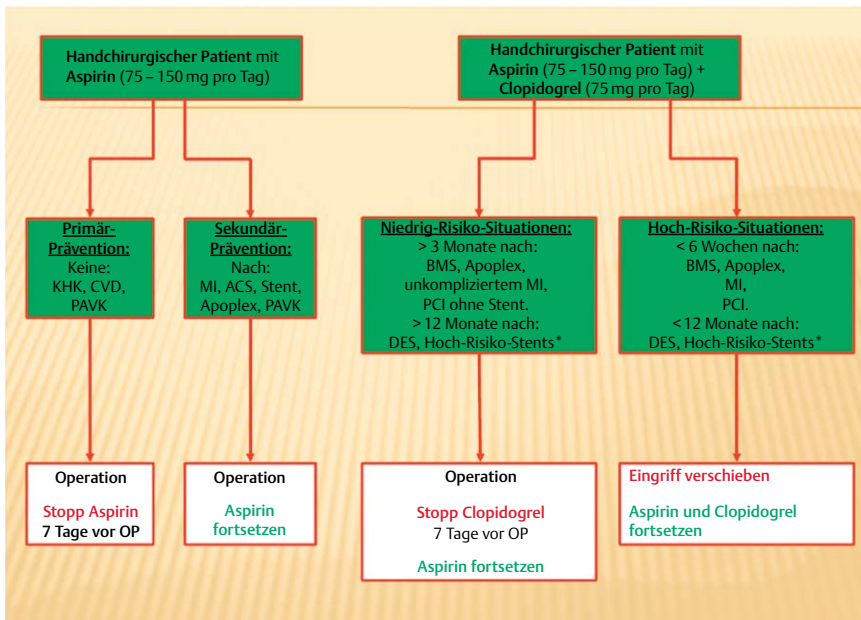 Handchirurgischer Patient mit
Aspirin (75 – 150 mg pro Tag)
Handchirurgischer Patient mit
Aspirin (75 – 150 mg pro Tag) +
Clopidogrel (75 mg pro Tag)
Primär-
Prävention:
Keine:
KHK, CVD,
PAVK
Sekundär-
Prävention:
Nach:
MI, ACS, Stent,
Apoplex, PAVK
Niedrig-Risiko-Situationen:
> 3 Monate nach:
BMS, Apoplex,
unkompliziertem MI,
PCI ohne Stent.
> 12 Monate nach:
DES, Hoch-Risiko-Stents*
Hoch-Risiko-Situationen:
< 6 Wochen nach:
BMS, Apoplex,
MI,
PCI.
< 12 Monate nach:
DES, Hoch-Risiko-Stents*
Operation
Stopp Aspirin
7 Tage vor OP
Operation
Aspirin
fortsetzen
Operation
Stopp Clopidogrel
7 Tage vor OP
Aspirin fortsetzen
Eingriff verschieben
Aspirin und Clopidogrel
fortsetzen